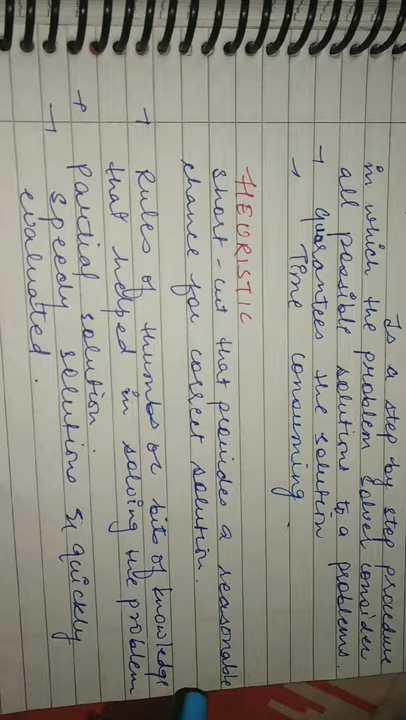 Is a step by step procedure
in which the problem solver consider
all possible solutions to a problems.
→ guarantees the solution
→ Time consuming.
HEURISTIC
Short-cut that provides a reasonable
chance for correct solution.
→ Rules of thumbs or bit of knowledge
that helped in solving the problem
→ Partial solution.
→ Speedy solutions & quickly
evaluated.